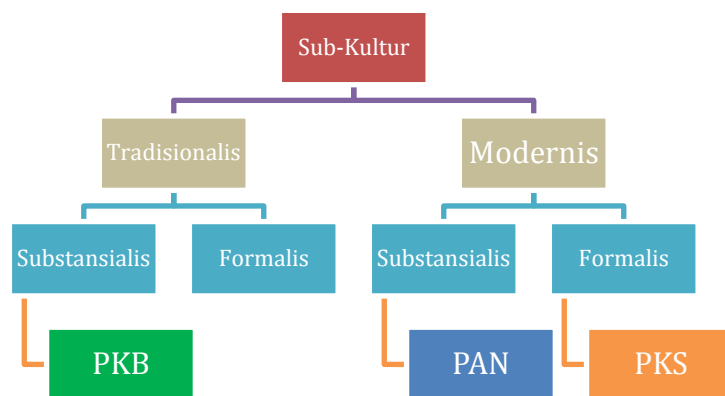 Sub-Kultur
Tradisionalis
Modernis
Substansialis
Formalis
Substansialis
Formalis
PKB
PAN
PKS